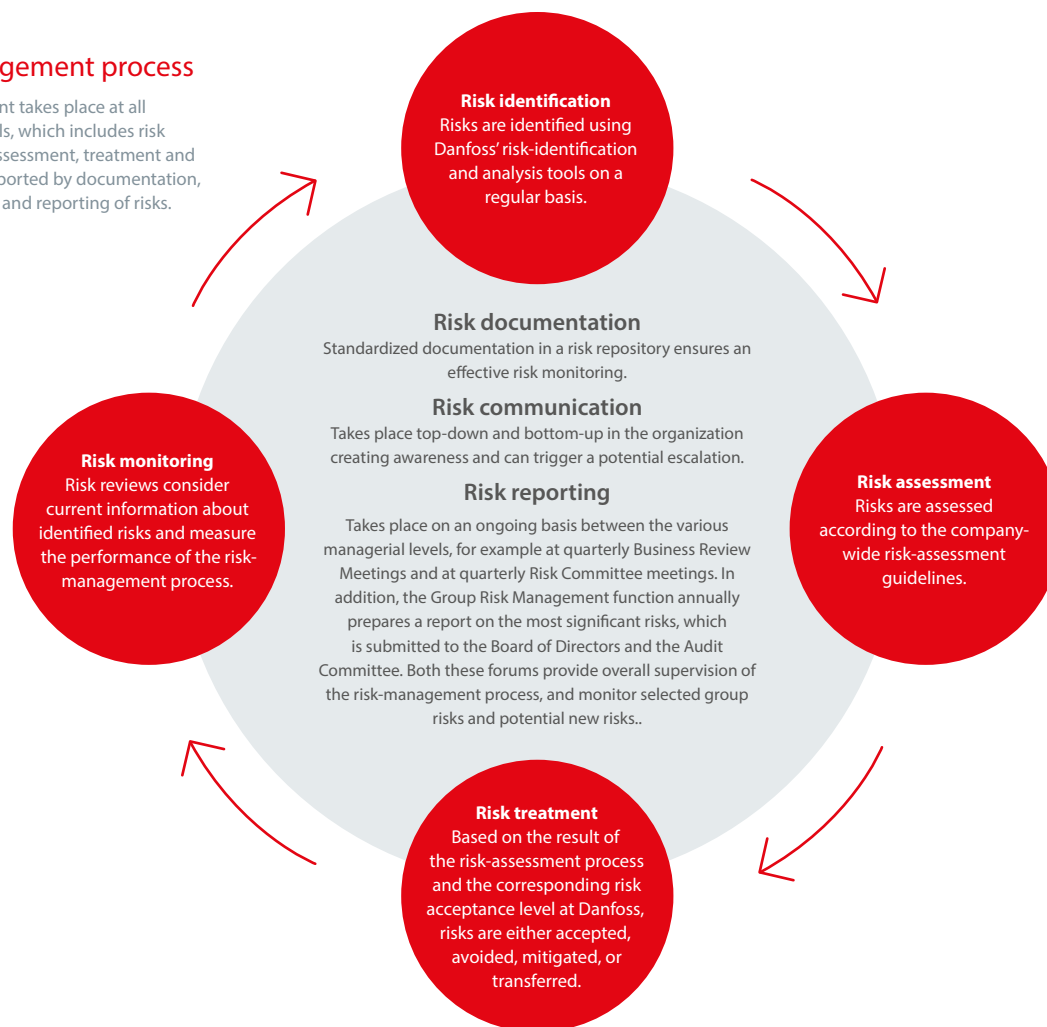 gement process
nt takes place at all
ls, which includes risk
ssessment, treatment and
ported by documentation,
and reporting of risks.
Risk identification
Risks are identified using
Danfoss’ risk-identification
and analysis tools on a
regular basis.
Risk documentation
Standardized documentation in a risk repository ensures an
effective risk monitoring.
Risk communication
Takes place top-down and bottom-up in the organization
creating awareness and can trigger a potential escalation.
Risk reporting
Takes place on an ongoing basis between the various
managerial levels, for example at quarterly Business Review
Meetings and at quarterly Risk Committee meetings. In
addition, the Group Risk Management function annually
prepares a report on the most significant risks, which
is submitted to the Board of Directors and the Audit
Committee. Both these forums provide overall supervision of
the risk-management process, and monitor selected group
risks and potential new risks..
Risk monitoring
Risk reviews consider
current information about
identified risks and measure
the performance of the risk-
management process.
Risk assessment
Risks are assessed
according to the company-
wide risk-assessment
guidelines.
Risk treatment
Based on the result of
the risk-assessment process
and the corresponding risk
acceptance level at Danfoss,
risks are either accepted,
avoided, mitigated, or
transferred.